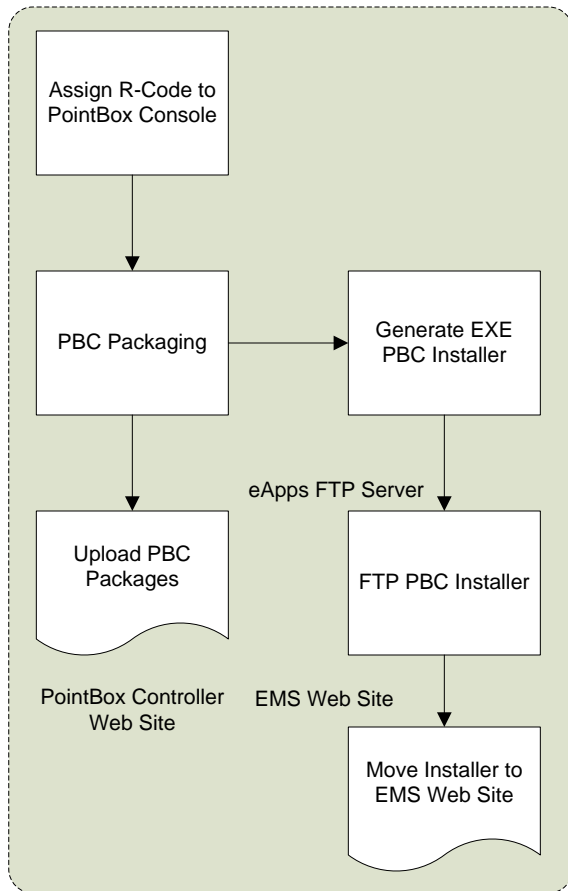 Assign R-Code to
PointBox Console
PBC Packaging
Generate EXE
PBC Installer
eApps FTP Server
Upload PBC
Packages
FTP PBC Installer
PointBox Controller
Web Site
EMS Web Site
Move Installer to
EMS Web Site